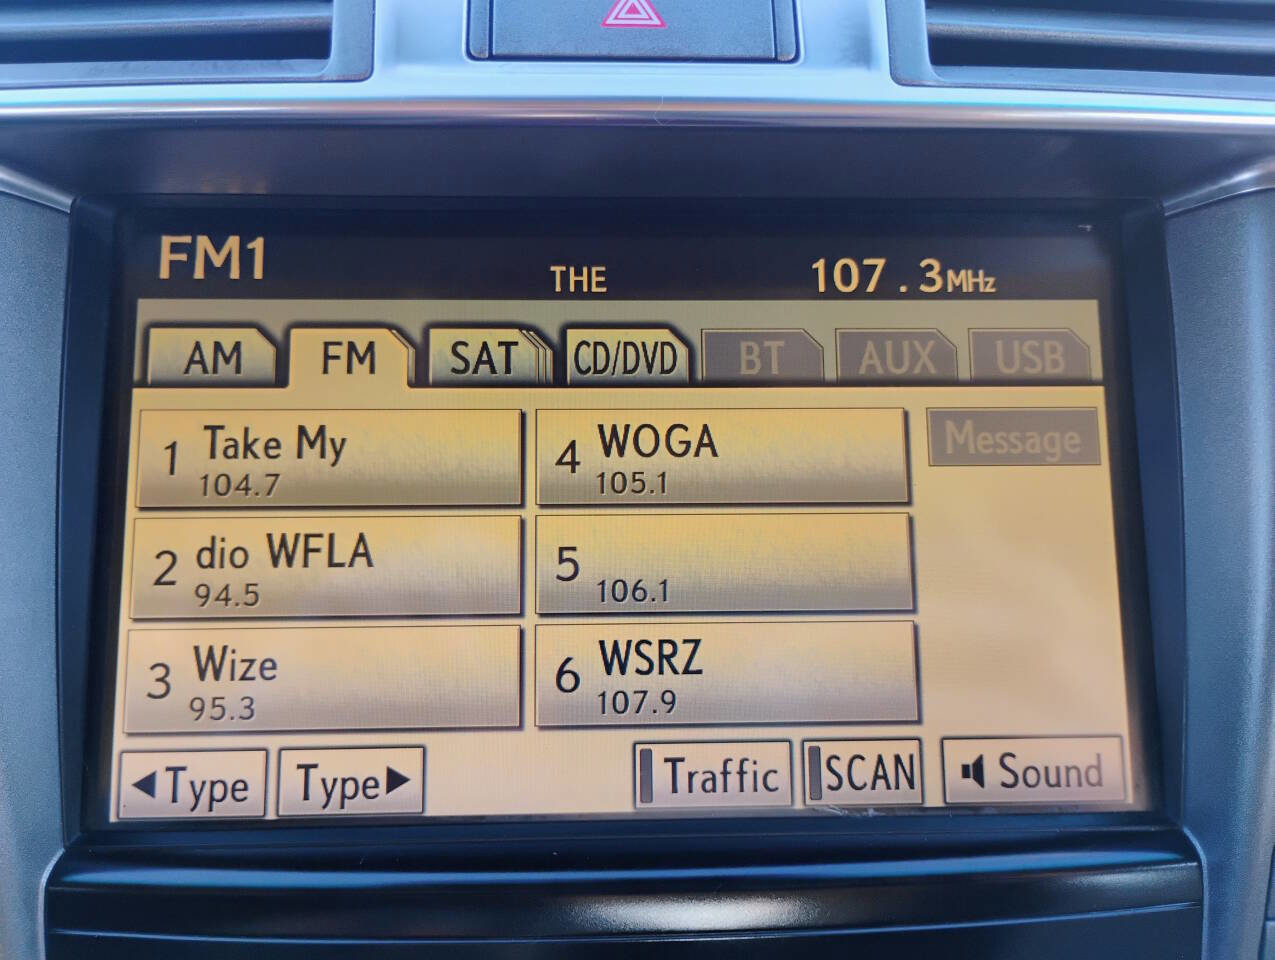 FM1 THE 107.3MHz
AM FM SAT CD/DVD BT AUX USB
1 Take My
104.7
4 WOGA
105.1
Message
2 dio WFLA
94.5
5
106.1
3 Wize
95.3
6 WSRZ
107.9
◀Type Type▶ Traffic SCAN Sound